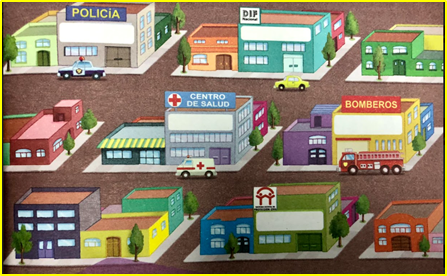 POLICÍA
DIF
CENTRO
DE SALUD
BOMBEROS